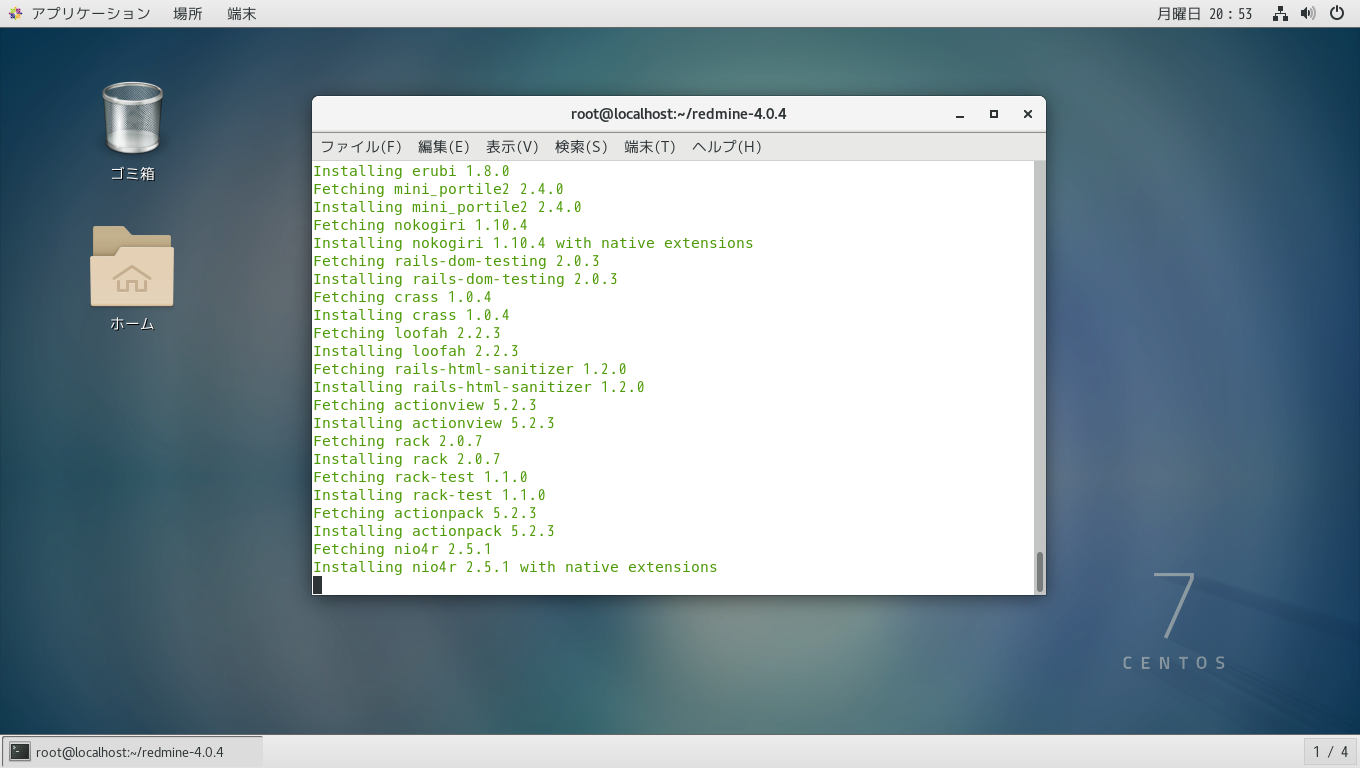 アプリケーション 場所 端末 月曜日 20 : 53
ゴミ箱
ホーム
root@localhost:~/redmine-4.0.4
ファイル(F) 編集(E) 表示(V) 検索(S) 端末(T) ヘルプ(H)
Installing erubi 1.8.0
Fetching mini_portile2 2.4.0
Installing mini_portile2 2.4.0
Fetching nokogiri 1.10.4
Installing nokogiri 1.10.4 with native extensions
Fetching rails-dom-testing 2.0.3
Installing rails-dom-testing 2.0.3
Fetching crass 1.0.4
Installing crass 1.0.4
Fetching loofah 2.2.3
Installing loofah 2.2.3
Fetching rails-html-sanitizer 1.2.0
Installing rails-html-sanitizer 1.2.0
Fetching actionview 5.2.3
Installing actionview 5.2.3
Fetching rack 2.0.7
Installing rack 2.0.7
Fetching rack-test 1.1.0
Installing rack-test 1.1.0
Fetching actionpack 5.2.3
Installing actionpack 5.2.3
Fetching nio4r 2.5.1
Installing nio4r 2.5.1 with native extensions
7
CENTOS
root@localhost:~/redmine-4.0.4
1 / 4